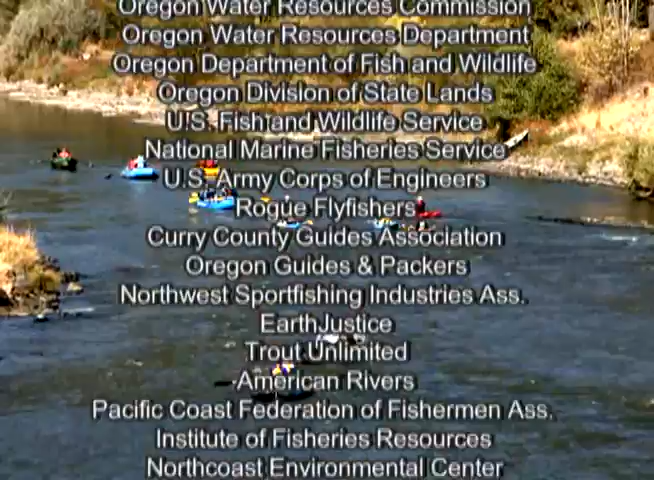 Oregon Water Resources Commission
Oregon Water Resources Department
Oregon Department of Fish and Wildlife
Oregon Division of State Lands
U.S. Fish and Wildlife Service
National Marine Fisheries Service
U.S. Army Corps of Engineers
Rogue Flyfishers
Curry County Guides Association
Oregon Guides & Packers
Northwest Sportfishing Industries Ass.
EarthJustice
Trout Unlimited
American Rivers
Pacific Coast Federation of Fishermen Ass.
Institute of Fisheries Resources
Northcoast Environmental Center